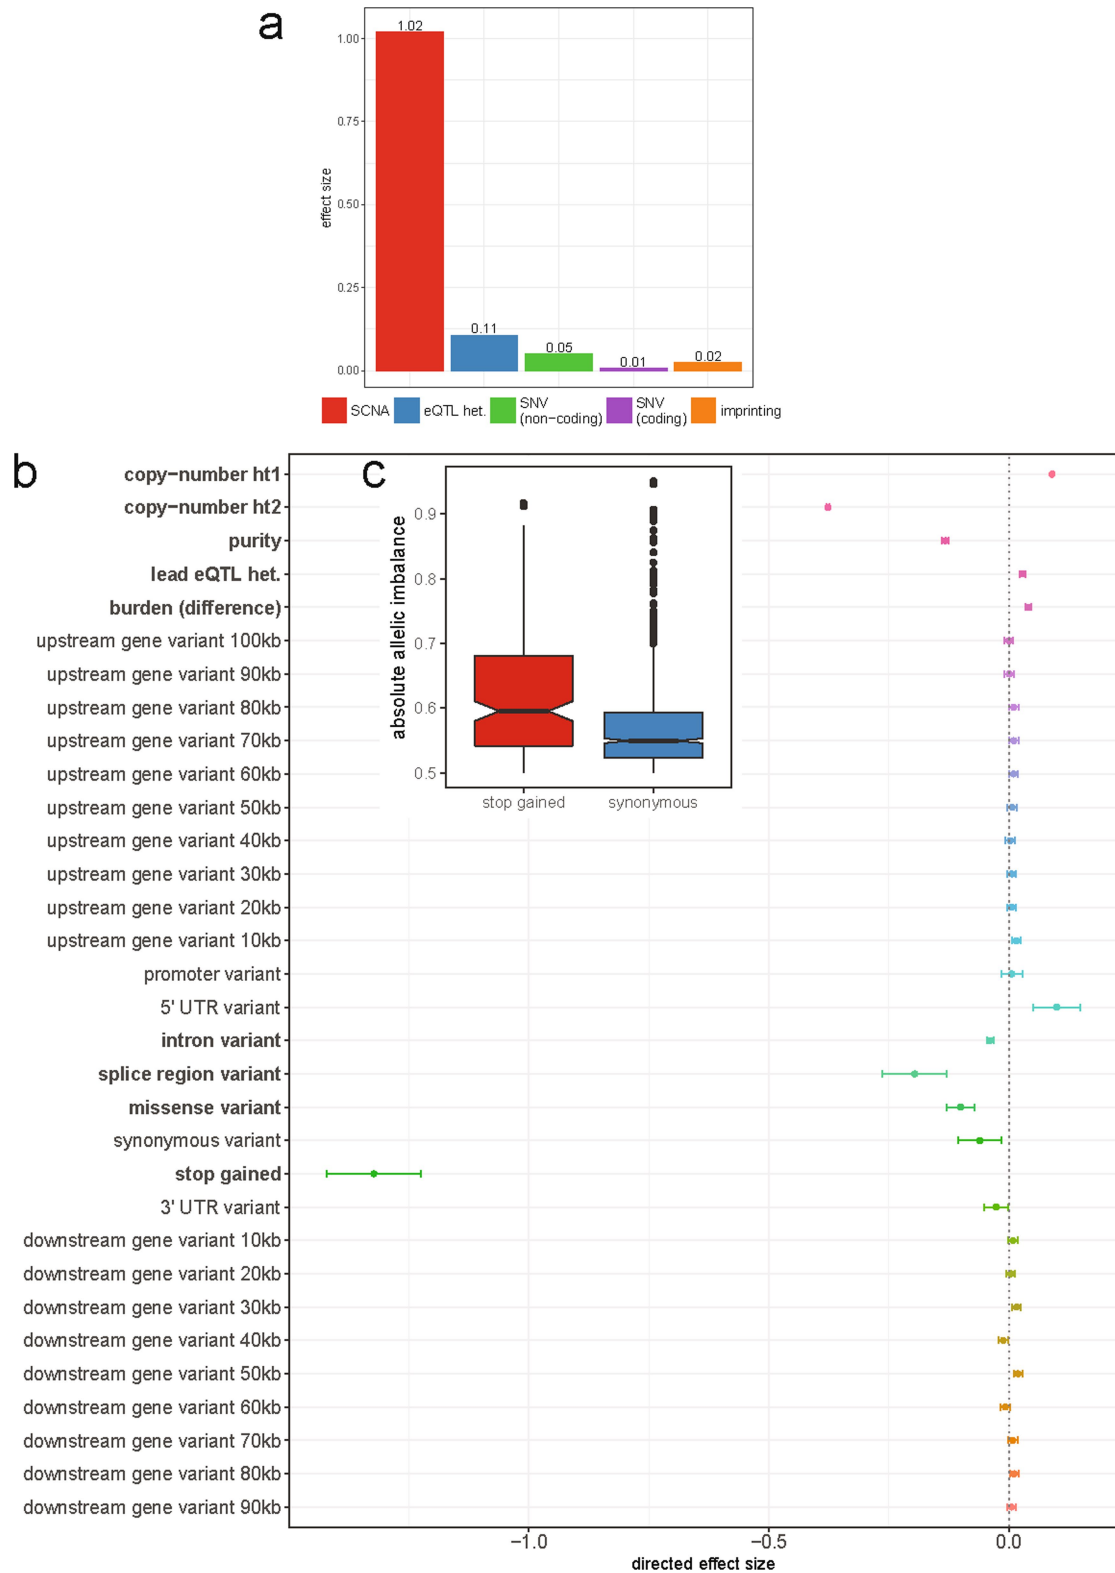 a
1.02
1.00
0.75
0.50
0.25
0.00
effect size
0.11
0.05
0.01
0.02
SCNA
eQTL het.
SNV
(non−coding)
SNV
(coding)
imprinting
b
copy−number ht1
copy−number ht2
purity
lead eQTL het.
burden (difference)
upstream gene variant 100kb
upstream gene variant 90kb
upstream gene variant 80kb
upstream gene variant 70kb
upstream gene variant 60kb
upstream gene variant 50kb
upstream gene variant 40kb
upstream gene variant 30kb
upstream gene variant 20kb
upstream gene variant 10kb
promoter variant
5' UTR variant
intron variant
splice region variant
missense variant
synonymous variant
stop gained
3' UTR variant
downstream gene variant 10kb
downstream gene variant 20kb
downstream gene variant 30kb
downstream gene variant 40kb
downstream gene variant 50kb
downstream gene variant 60kb
downstream gene variant 70kb
downstream gene variant 80kb
downstream gene variant 90kb
−1.0
−0.5
0.0
directed effect size
c
absolute allelic imbalance
0.9
0.8
0.7
0.6
0.5
stop gained
synonymous